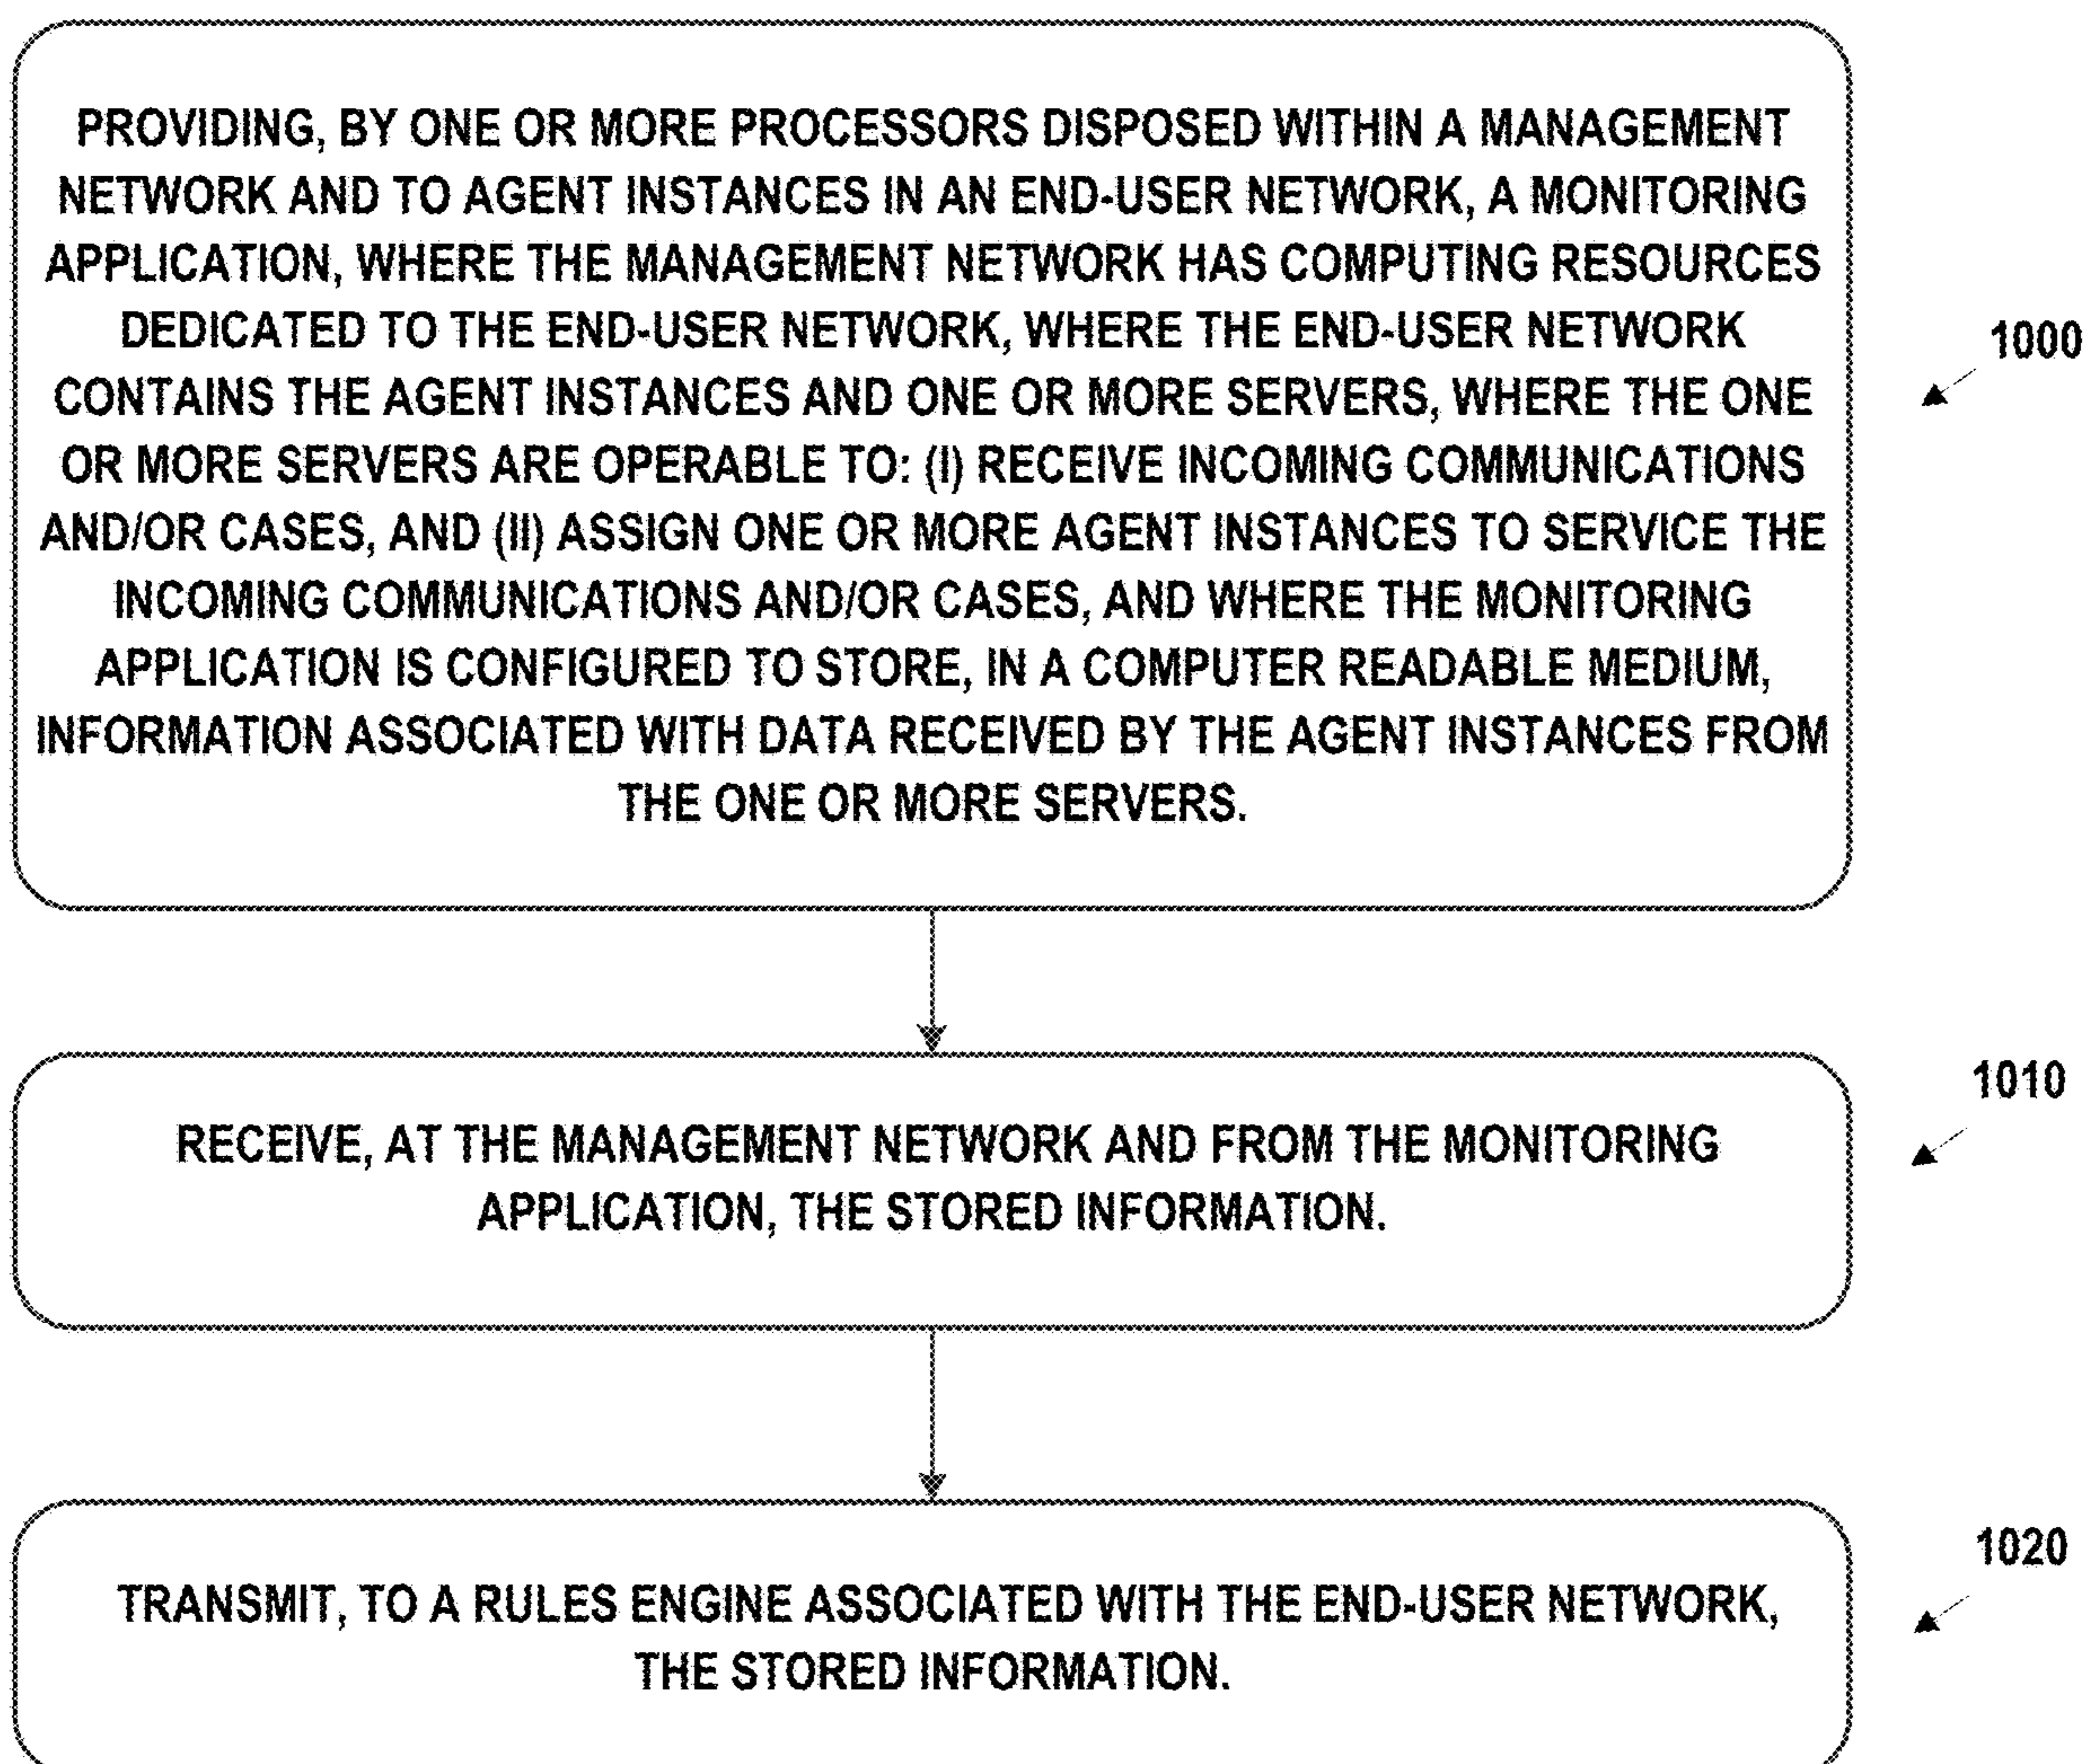 PROVIDING, BY ONE OR MORE PROCESSORS DISPOSED WITHIN A MANAGEMENT
NETWORK AND TO AGENT INSTANCES IN AN END-USER NETWORK, A MONITORING
APPLICATION, WHERE THE MANAGEMENT NETWORK HAS COMPUTING RESOURCES
DEDICATED TO THE END-USER NETWORK, WHERE THE END-USER NETWORK
CONTAINS THE AGENT INSTANCES AND ONE OR MORE SERVERS, WHERE THE ONE
OR MORE SERVERS ARE OPERABLE TO: (I) RECEIVE INCOMING COMMUNICATIONS
AND/OR CASES, AND (II) ASSIGN ONE OR MORE AGENT INSTANCES TO SERVICE THE
INCOMING COMMUNICATIONS AND/OR CASES, AND WHERE THE MONITORING
APPLICATION IS CONFIGURED TO STORE, IN A COMPUTER READABLE MEDIUM,
INFORMATION ASSOCIATED WITH DATA RECEIVED BY THE AGENT INSTANCES FROM
THE ONE OR MORE SERVERS.
1000
RECEIVE, AT THE MANAGEMENT NETWORK AND FROM THE MONITORING
APPLICATION, THE STORED INFORMATION.
1010
TRANSMIT, TO A RULES ENGINE ASSOCIATED WITH THE END-USER NETWORK,
THE STORED INFORMATION.
1020